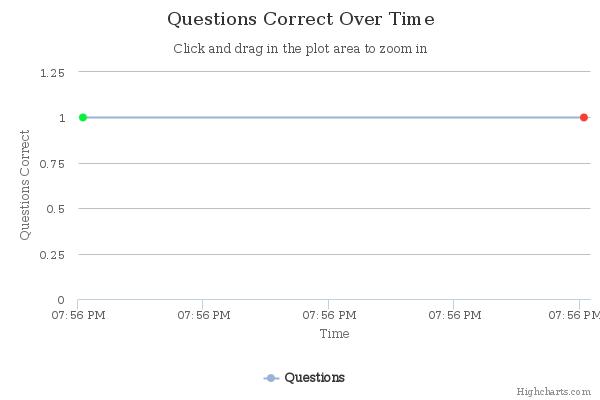 Questions Correct Over Time
Click and drag in the plot area to zoom in
Questions Correct
1.25
1
0.75
0.5
0.25
0
07:56 PM 07:56 PM 07:56 PM 07:56 PM 07:56 PM
Time
Questions
Highcharts.com